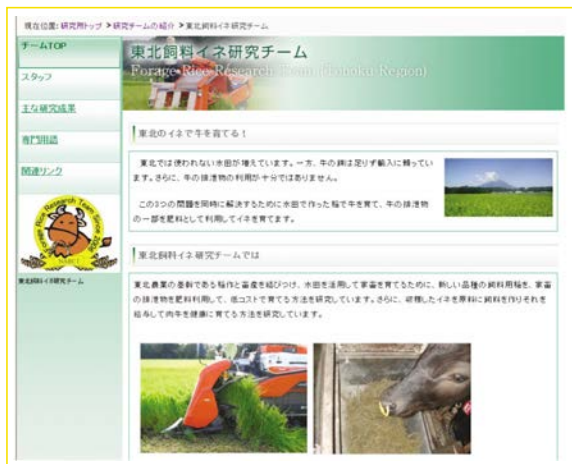 現在位置: 研究所トップ > 研究チームの紹介 > 東北飼料イネ研究チーム
チームTOP
スタッフ
主な研究成果
専門用語
関連リンク
Forage Rice Research Team Since 2006
NARCT
東北飼料イネ研究チーム
東北飼料イネ研究チーム
Forage Rice Research Team (Tohoku Region)
東北のイネで牛を育てる！
東北では使われない水田が増えています。一方、牛の餌は足りず輸入に頼ってい
ます。さらに、牛の排泄物の利用が十分ではありません。
この3つの問題を同時に解決するために水田で作った稲で牛を育て、牛の排泄物
の一部を肥料として利用してイネを育てます。
東北飼料イネ研究チームでは
東北農業の基幹である稲作と畜産を結びつけ、水田を活用して家畜を育てるために、新しい品種の飼料用稲を、家畜
の排泄物を肥料利用して、低コストで育てる方法を研究しています。さらに、収穫したイネを原料に飼料を作りそれを
給与して肉牛を健康に育てる方法を研究しています。